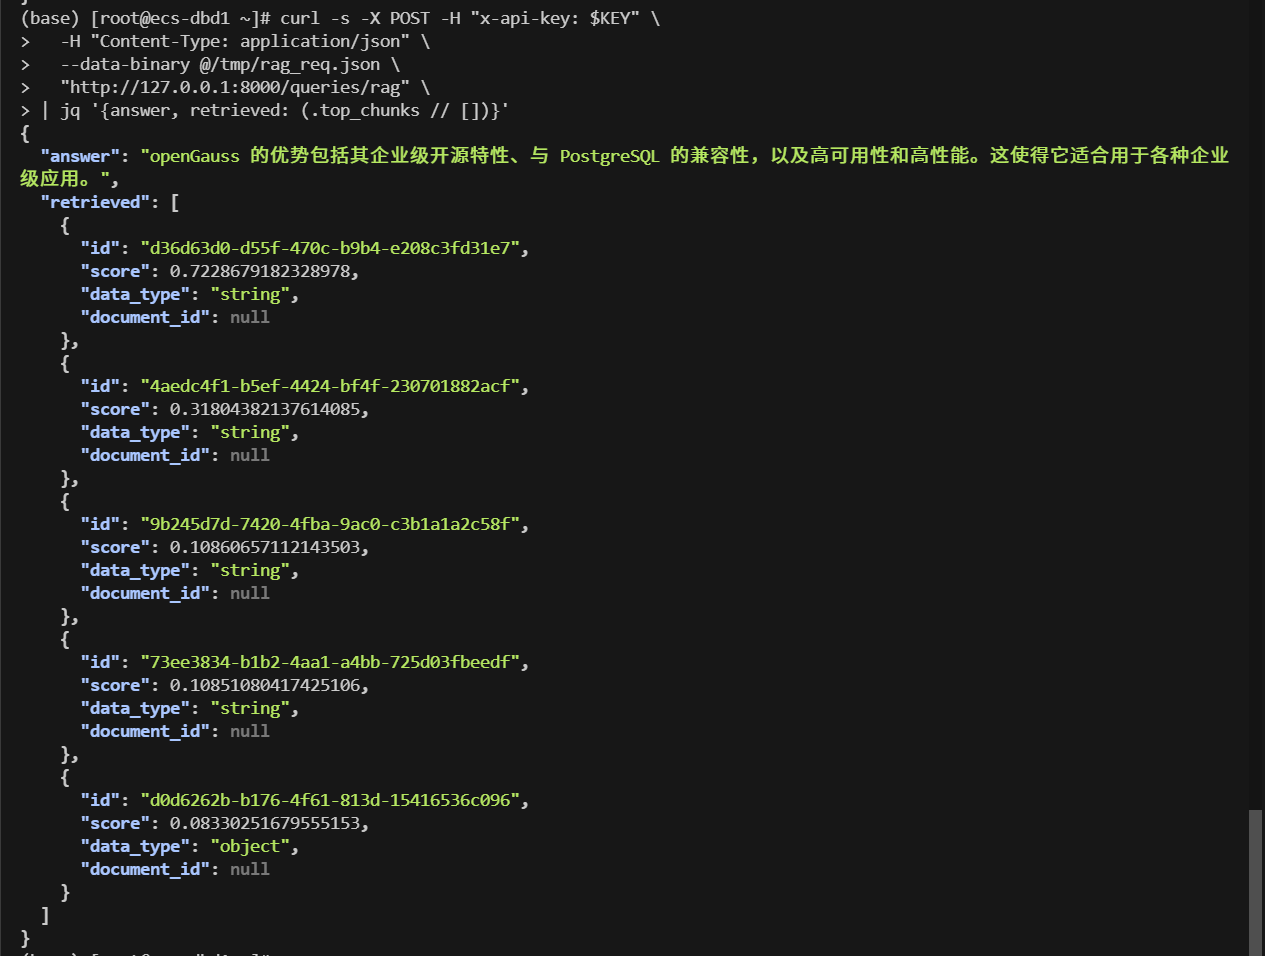 (base) [root@ecs-dbd1 ~]# curl -s -X POST -H "x-api-key: $KEY" \
>   -H "Content-Type: application/json" \
>   --data-binary @/tmp/rag_req.json \
>   "http://127.0.0.1:8000/queries/rag" \
> | jq '{answer, retrieved: (.top_chunks // [])}'
{
  "answer": "openGauss 的优势包括其企业级开源特性、与 PostgreSQL 的兼容性，以及高可用性和高性能。这使得它适合用于各种企业
级应用。",
  "retrieved": [
    {
      "id": "d36d63d0-d55f-470c-b9b4-e208c3fd31e7",
      "score": 0.7228679182328978,
      "data_type": "string",
      "document_id": null
    },
    {
      "id": "4aedc4f1-b5ef-4424-bf4f-230701882acf",
      "score": 0.31804382137614085,
      "data_type": "string",
      "document_id": null
    },
    {
      "id": "9b245d7d-7420-4fba-9ac0-c3b1a1a2c58f",
      "score": 0.10860657112143503,
      "data_type": "string",
      "document_id": null
    },
    {
      "id": "73ee3834-b1b2-4aa1-a4bb-725d03fbeedf",
      "score": 0.10851080417425106,
      "data_type": "string",
      "document_id": null
    },
    {
      "id": "d0d6262b-b176-4f61-813d-15416536c096",
      "score": 0.08330251679555153,
      "data_type": "object",
      "document_id": null
    }
  ]
}